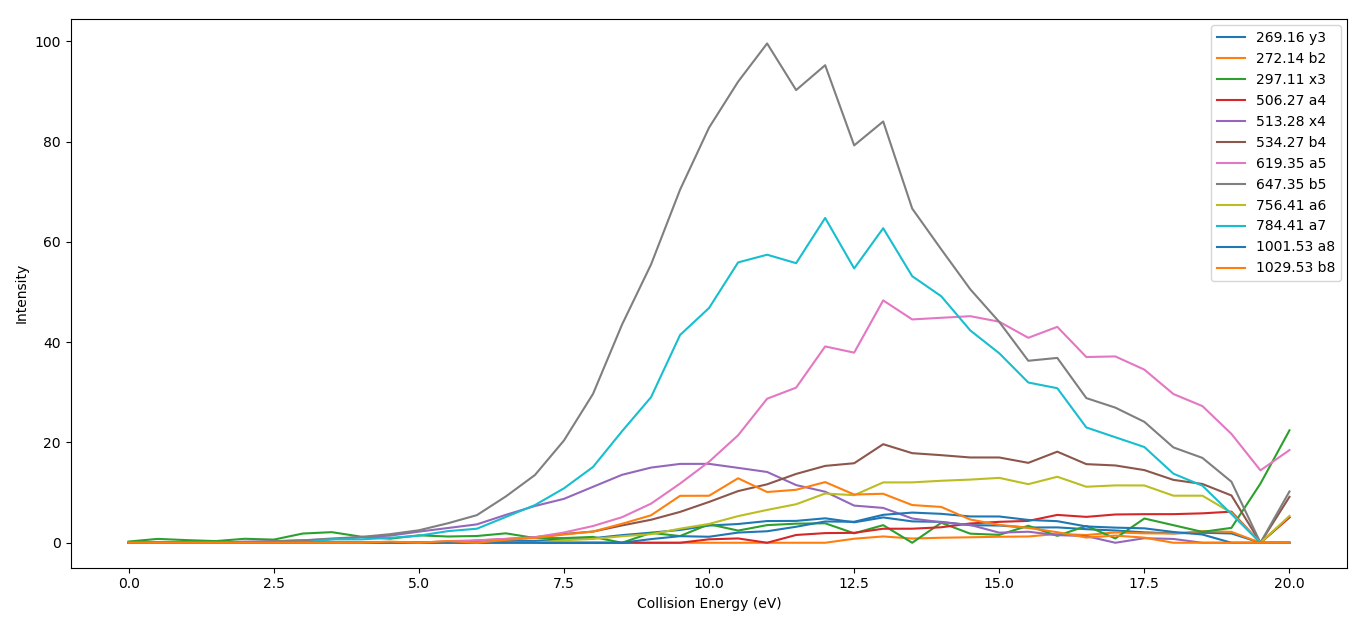 100
80
60
40
20
0
Intensity
0.0 2.5 5.0 7.5 10.0 12.5 15.0 17.5 20.0
Collision Energy (eV)
269.16 y3
272.14 b2
297.11 x3
506.27 a4
513.28 x4
534.27 b4
619.35 a5
647.35 b5
756.41 a6
784.41 a7
1001.53 a8
1029.53 b8